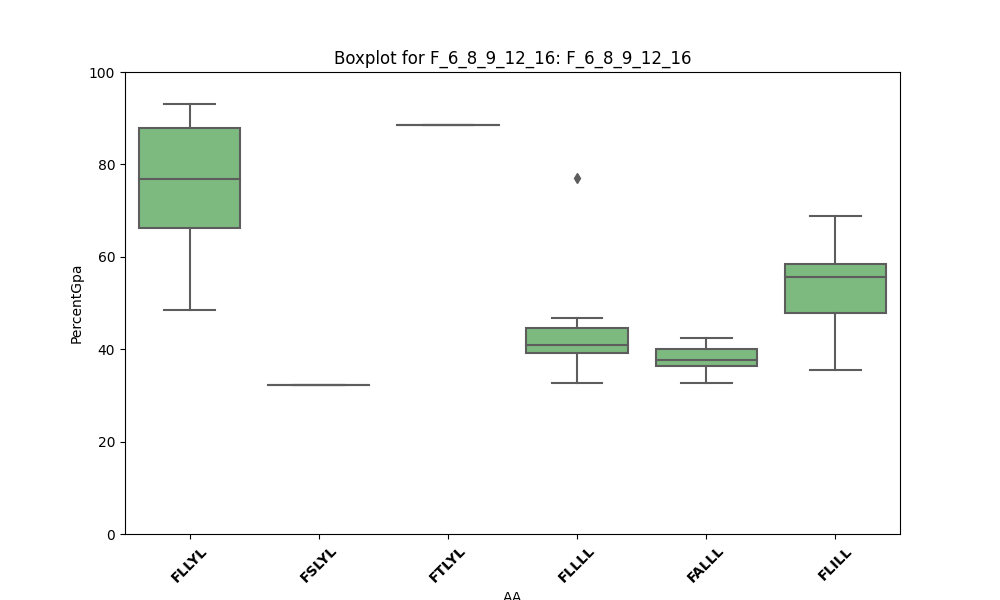 Boxplot for F_6_8_9_12_16: F_6_8_9_12_16
100
80
60
40
20
0
PercentGpa
FLLYL
FSLYL
FTLYL
FLLLL
FALLL
FLILL
AA